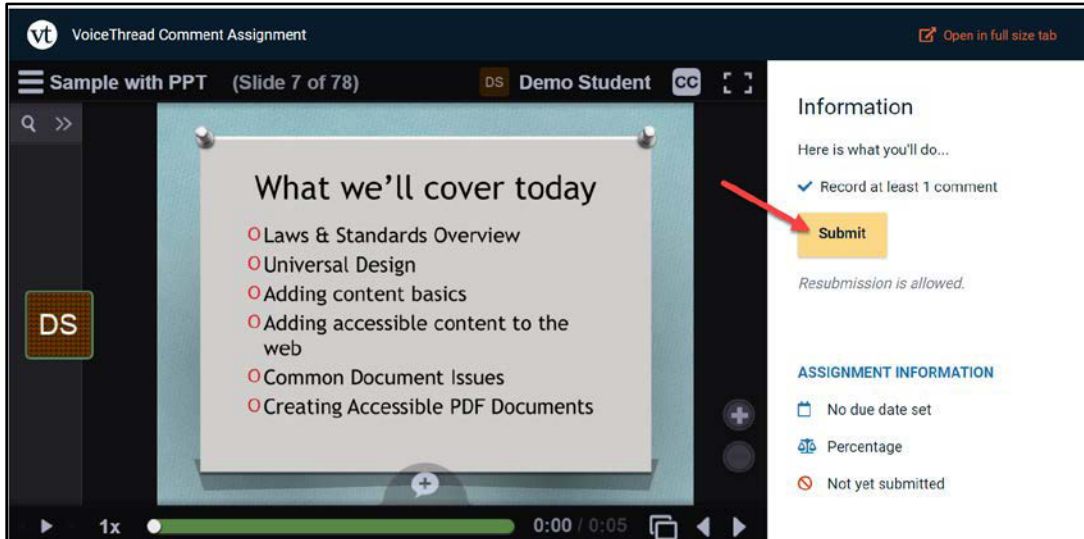 vt VoiceThread Comment Assignment
Open in full size tab
Sample with PPT (Slide 7 of 78) DS Demo Student CC
What we'll cover today
O Laws & Standards Overview
O Universal Design
O Adding content basics
O Adding accessible content to the
web
O Common Document Issues
O Creating Accessible PDF Documents
DS
1x 0:00 / 0:05
Information
Here is what you'll do...
Record at least 1 comment
Submit
Resubmission is allowed.
ASSIGNMENT INFORMATION
No due date set
Percentage
Not yet submitted